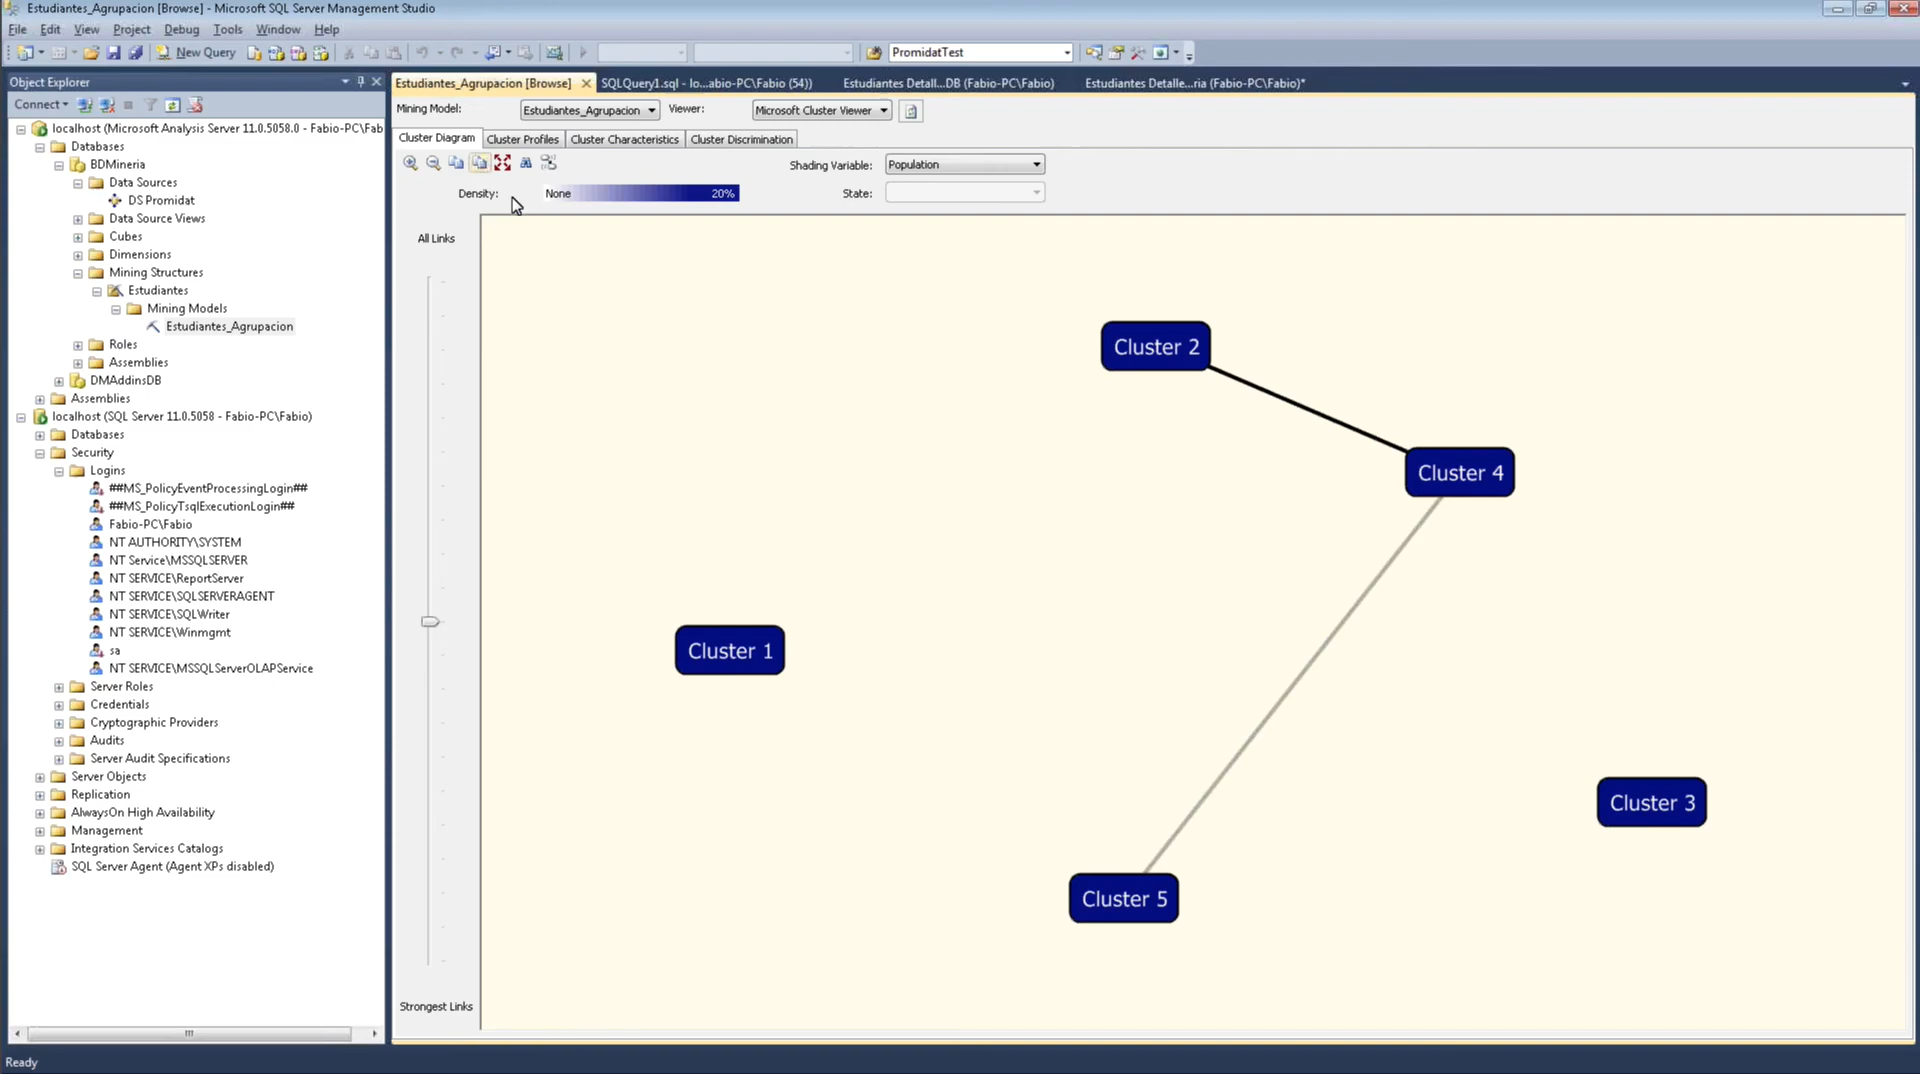 Estudiantes_Agrupacion [Browse] - Microsoft SQL Server Management Studio
File Edit View Project Debug Tools Window Help
New Query PromidatTest
Object Explorer
Estudiantes_Agrupacion [Browse] SQLQuery1.sql - lo...abio-PC\Fabio (54)) Estudiantes Detall...DB (Fabio-PC\Fabio) Estudiantes Detalle...ria (Fabio-PC\Fabio)*
Connect
Mining Model: Estudiantes_Agrupacion Viewer: Microsoft Cluster Viewer
Cluster Diagram Cluster Profiles Cluster Characteristics Cluster Discrimination
Shading Variable: Population
Density: None 20% State:
All Links
Strongest Links
Cluster 2
Cluster 4
Cluster 1
Cluster 3
Cluster 5
localhost (Microsoft Analysis Server 11.0.5058.0 - Fabio-PC\Fab
Databases
BDMineria
Data Sources
DS Promidat
Data Source Views
Cubes
Dimensions
Mining Structures
Estudiantes
Mining Models
Estudiantes_Agrupacion
Roles
Assemblies
DMAddinsDB
Assemblies
localhost (SQL Server 11.0.5058 - Fabio-PC\Fabio)
Databases
Security
Logins
##MS_PolicyEventProcessingLogin##
##MS_PolicyTsqlExecutionLogin##
Fabio-PC\Fabio
NT AUTHORITY\SYSTEM
NT Service\MSSQLSERVER
NT SERVICE\ReportServer
NT SERVICE\SQLSERVERAGENT
NT SERVICE\SQLWriter
NT SERVICE\Winmgmt
sa
NT SERVICE\MSSQLServerOLAPService
Server Roles
Credentials
Cryptographic Providers
Audits
Server Audit Specifications
Server Objects
Replication
AlwaysOn High Availability
Management
Integration Services Catalogs
SQL Server Agent (Agent XPs disabled)
Ready